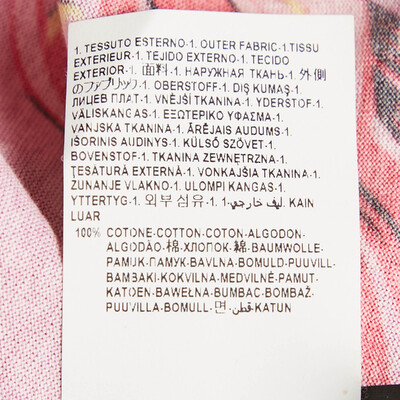 1. TESSUTO ESTERNO-1. OUTER FABRIC-1.TISSU
EXTERIEUR-1. TEJIDO EXTERNO-1. TECIDO
EXTERIOR-1. 面料-1. НАРУЖНАЯ ТКАНЬ-1. 外側
のファブリック-1. OBERSTOFF-1. DIŞ KUMAŞ-1.
ЛИЦЕВ ПЛАТ-1. VNĚJŠÍ TKANINA-1. YDERSTOF-1.
VÄLISKANGAS-1. ΕΞΩΤΕΡΙΚΟ ΥΦΑΣΜΑ-1.
VANJSKA TKANINA-1. ĀRĒJAIS AUDUMS-1.
IŠORINIS AUDINYS-1. KÜLSŐ SZÖVET-1.
BOVENSTOF-1. TKANINA ZEWNĘTRZNA-1.
ŢESATURĂ EXTERNĂ-1. VONKAJŠIA TKANINA-1.
ZUNANJE VLAKNO-1. ULOMPI KANGAS-1.
YTTERTYG-1. 외부 섬유-1. ليف خارجي.1. KAIN
LUAR
100% COTONE-COTTON-COTON-ALGODON-
ALGODÃO-棉-ХЛОПОК-綿-BAUMWOLLE-
PAMUK-ПАМУК-BAVLNA-BOMULD-PUUVILL-
ΒΑΜΒΑΚΙ-KOKVILNA-MEDVILNĖ-PAMUT-
KATOEN-BAWEŁNA-BUMBAC-BOMBAŽ-
PUUVILLA-BOMULL-면-قطن-KATUN